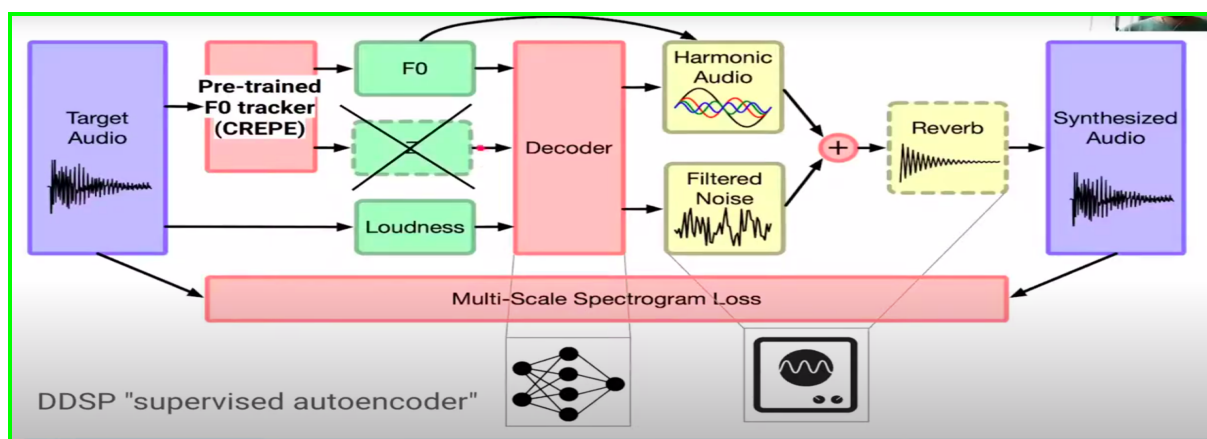 Target
Audio
Pre-trained
F0 tracker
(CREPE)
F0
Z
Loudness
Decoder
Harmonic
Audio
Filtered
Noise
+
Reverb
Synthesized
Audio
Multi-Scale Spectrogram Loss
DDSP "supervised autoencoder"